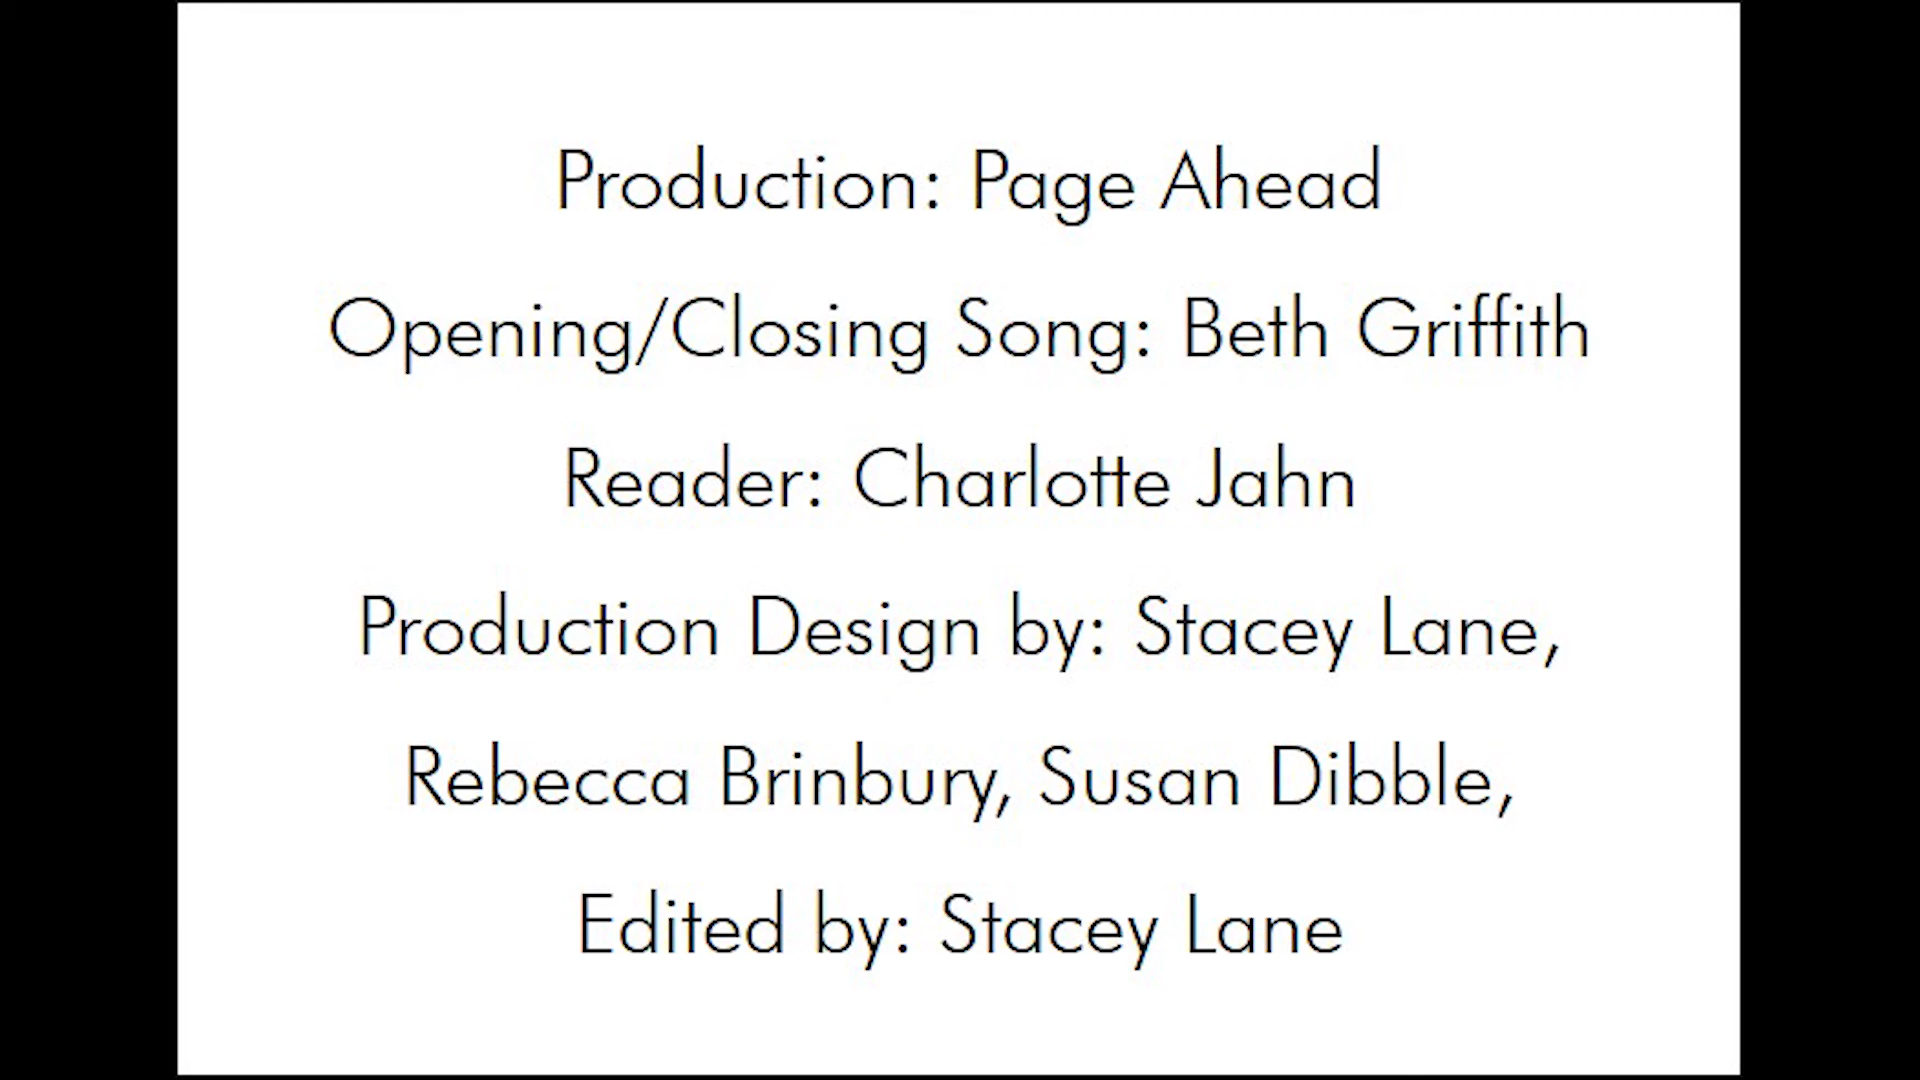 Production: Page Ahead
Opening/Closing Song: Beth Griffith
Reader: Charlotte Jahn
Production Design by: Stacey Lane,
Rebecca Brinbury, Susan Dibble,
Edited by: Stacey Lane